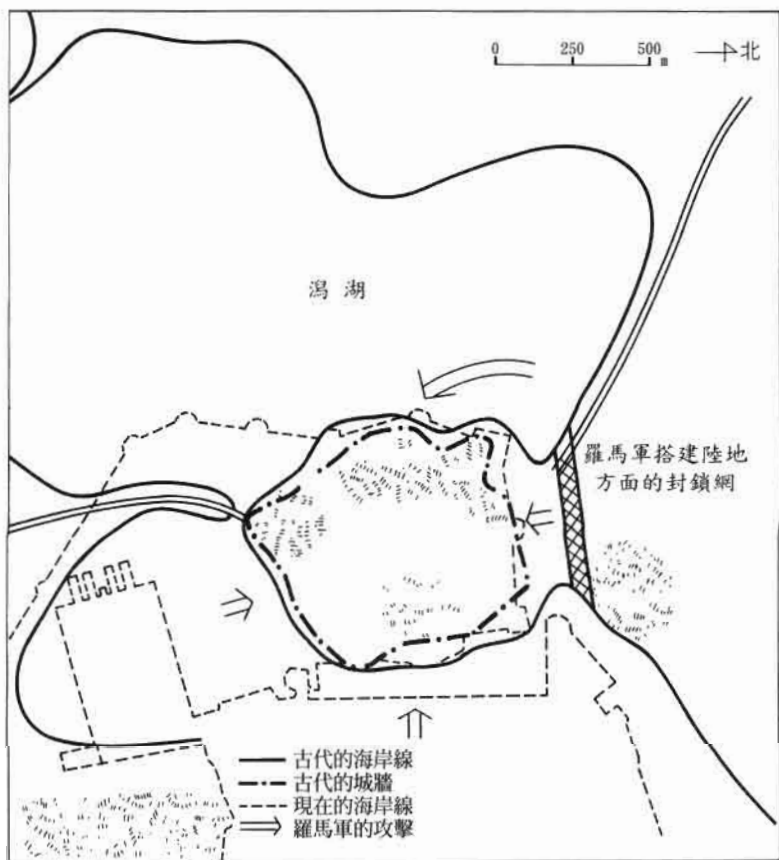 0 250 500 m 北
潟湖
羅馬軍搭建陸地
方面的封鎖網
古代的海岸線
古代的城牆
現在的海岸線
羅馬軍的攻擊